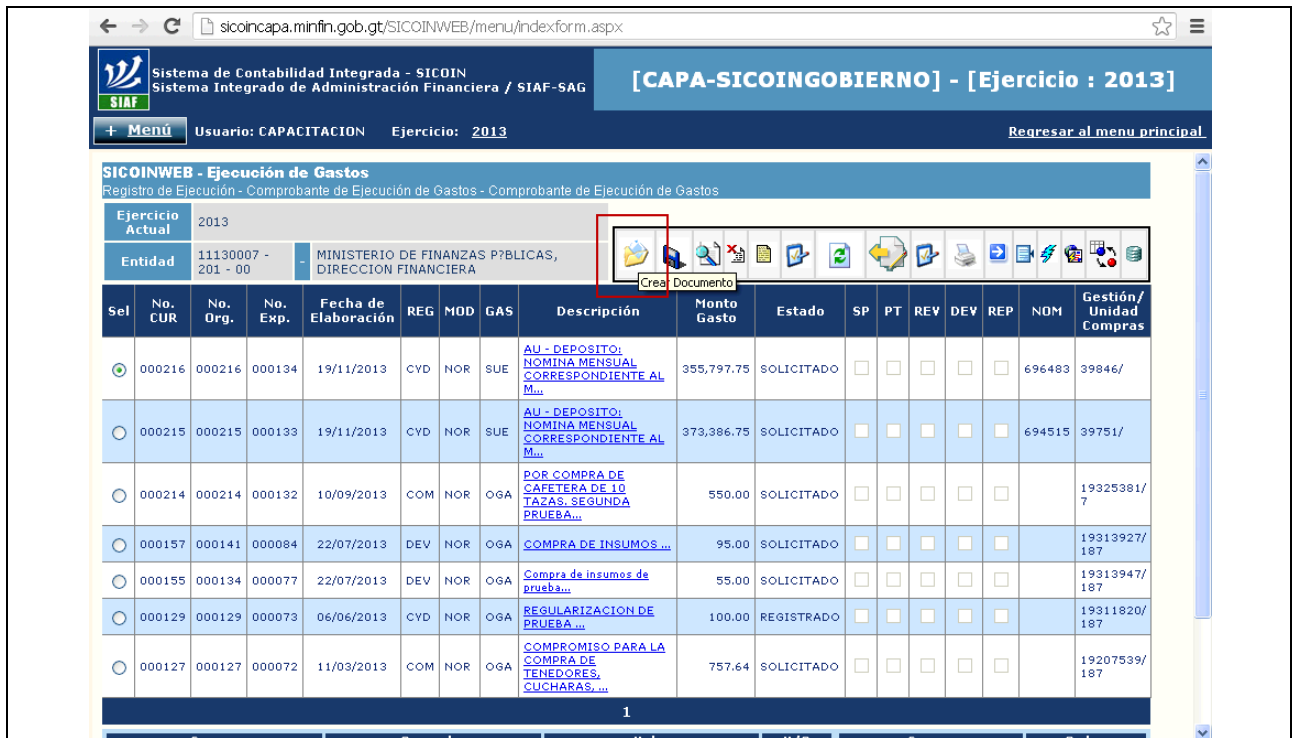 sicoincapa.minfin.gob.gt/SICOINWEB/menu/indexform.aspx
SIAF
Sistema de Contabilidad Integrada - SICOIN
Sistema Integrado de Administración Financiera / SIAF-SAG
[CAPA-SICOINGOBIERNO] - [Ejercicio : 2013]
+ Menú Usuario: CAPACITACION Ejercicio: 2013 Regresar al menu principal
SICOINWEB - Ejecución de Gastos
Registro de Ejecución - Comprobante de Ejecución de Gastos - Comprobante de Ejecución de Gastos
Ejercicio
Actual
2013
Entidad
11130007 -
201 - 00
-
MINISTERIO DE FINANZAS P?BLICAS,
DIRECCION FINANCIERA
Crear Documento
Sel
No.
CUR
No.
Org.
No.
Exp.
Fecha de
Elaboración
REG MOD GAS
Descripción
Monto
Gasto
Estado
SP PT REV DEV REP NOM
Gestión/
Unidad
Compras
000216 000216 000134 19/11/2013 CYD NOR SUE
AU - DEPOSITO:
NOMINA MENSUAL
CORRESPONDIENTE AL
M...
355,797.75 SOLICITADO 696483 39846/
000215 000215 000133 19/11/2013 CYD NOR SUE
AU - DEPOSITO:
NOMINA MENSUAL
CORRESPONDIENTE AL
M...
373,386.75 SOLICITADO 694515 39751/
000214 000214 000132 10/09/2013 COM NOR OGA
POR COMPRA DE
CAFETERA DE 10
TAZAS. SEGUNDA
PRUEBA...
550.00 SOLICITADO
19325381/
7
000157 000141 000084 22/07/2013 DEV NOR OGA COMPRA DE INSUMOS ... 95.00 SOLICITADO
19313927/
187
000155 000134 000077 22/07/2013 DEV NOR OGA
Compra de insumos de
prueba...
55.00 SOLICITADO
19313947/
187
000129 000129 000073 06/06/2013 CYD NOR OGA
REGULARIZACION DE
PRUEBA ...
100.00 REGISTRADO
19311820/
187
000127 000127 000072 11/03/2013 COM NOR OGA
COMPROMISO PARA LA
COMPRA DE
TENEDORES,
CUCHARAS, ...
757.64 SOLICITADO
19207539/
187
1